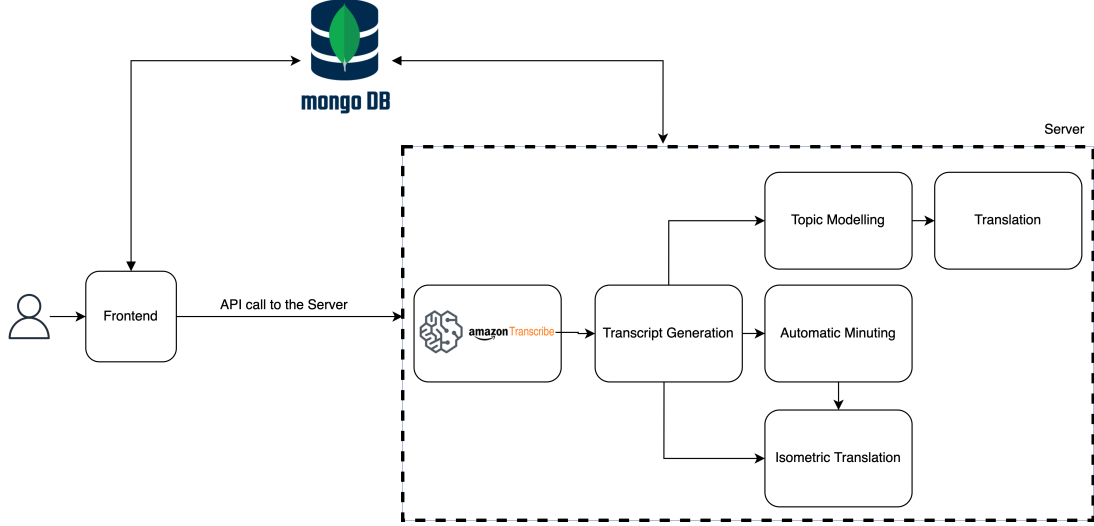 mongo DB
Server
Topic Modelling
Translation
API call to the Server
Frontend
amazon Transcribe
Transcript Generation
Automatic Minuting
Isometric Translation